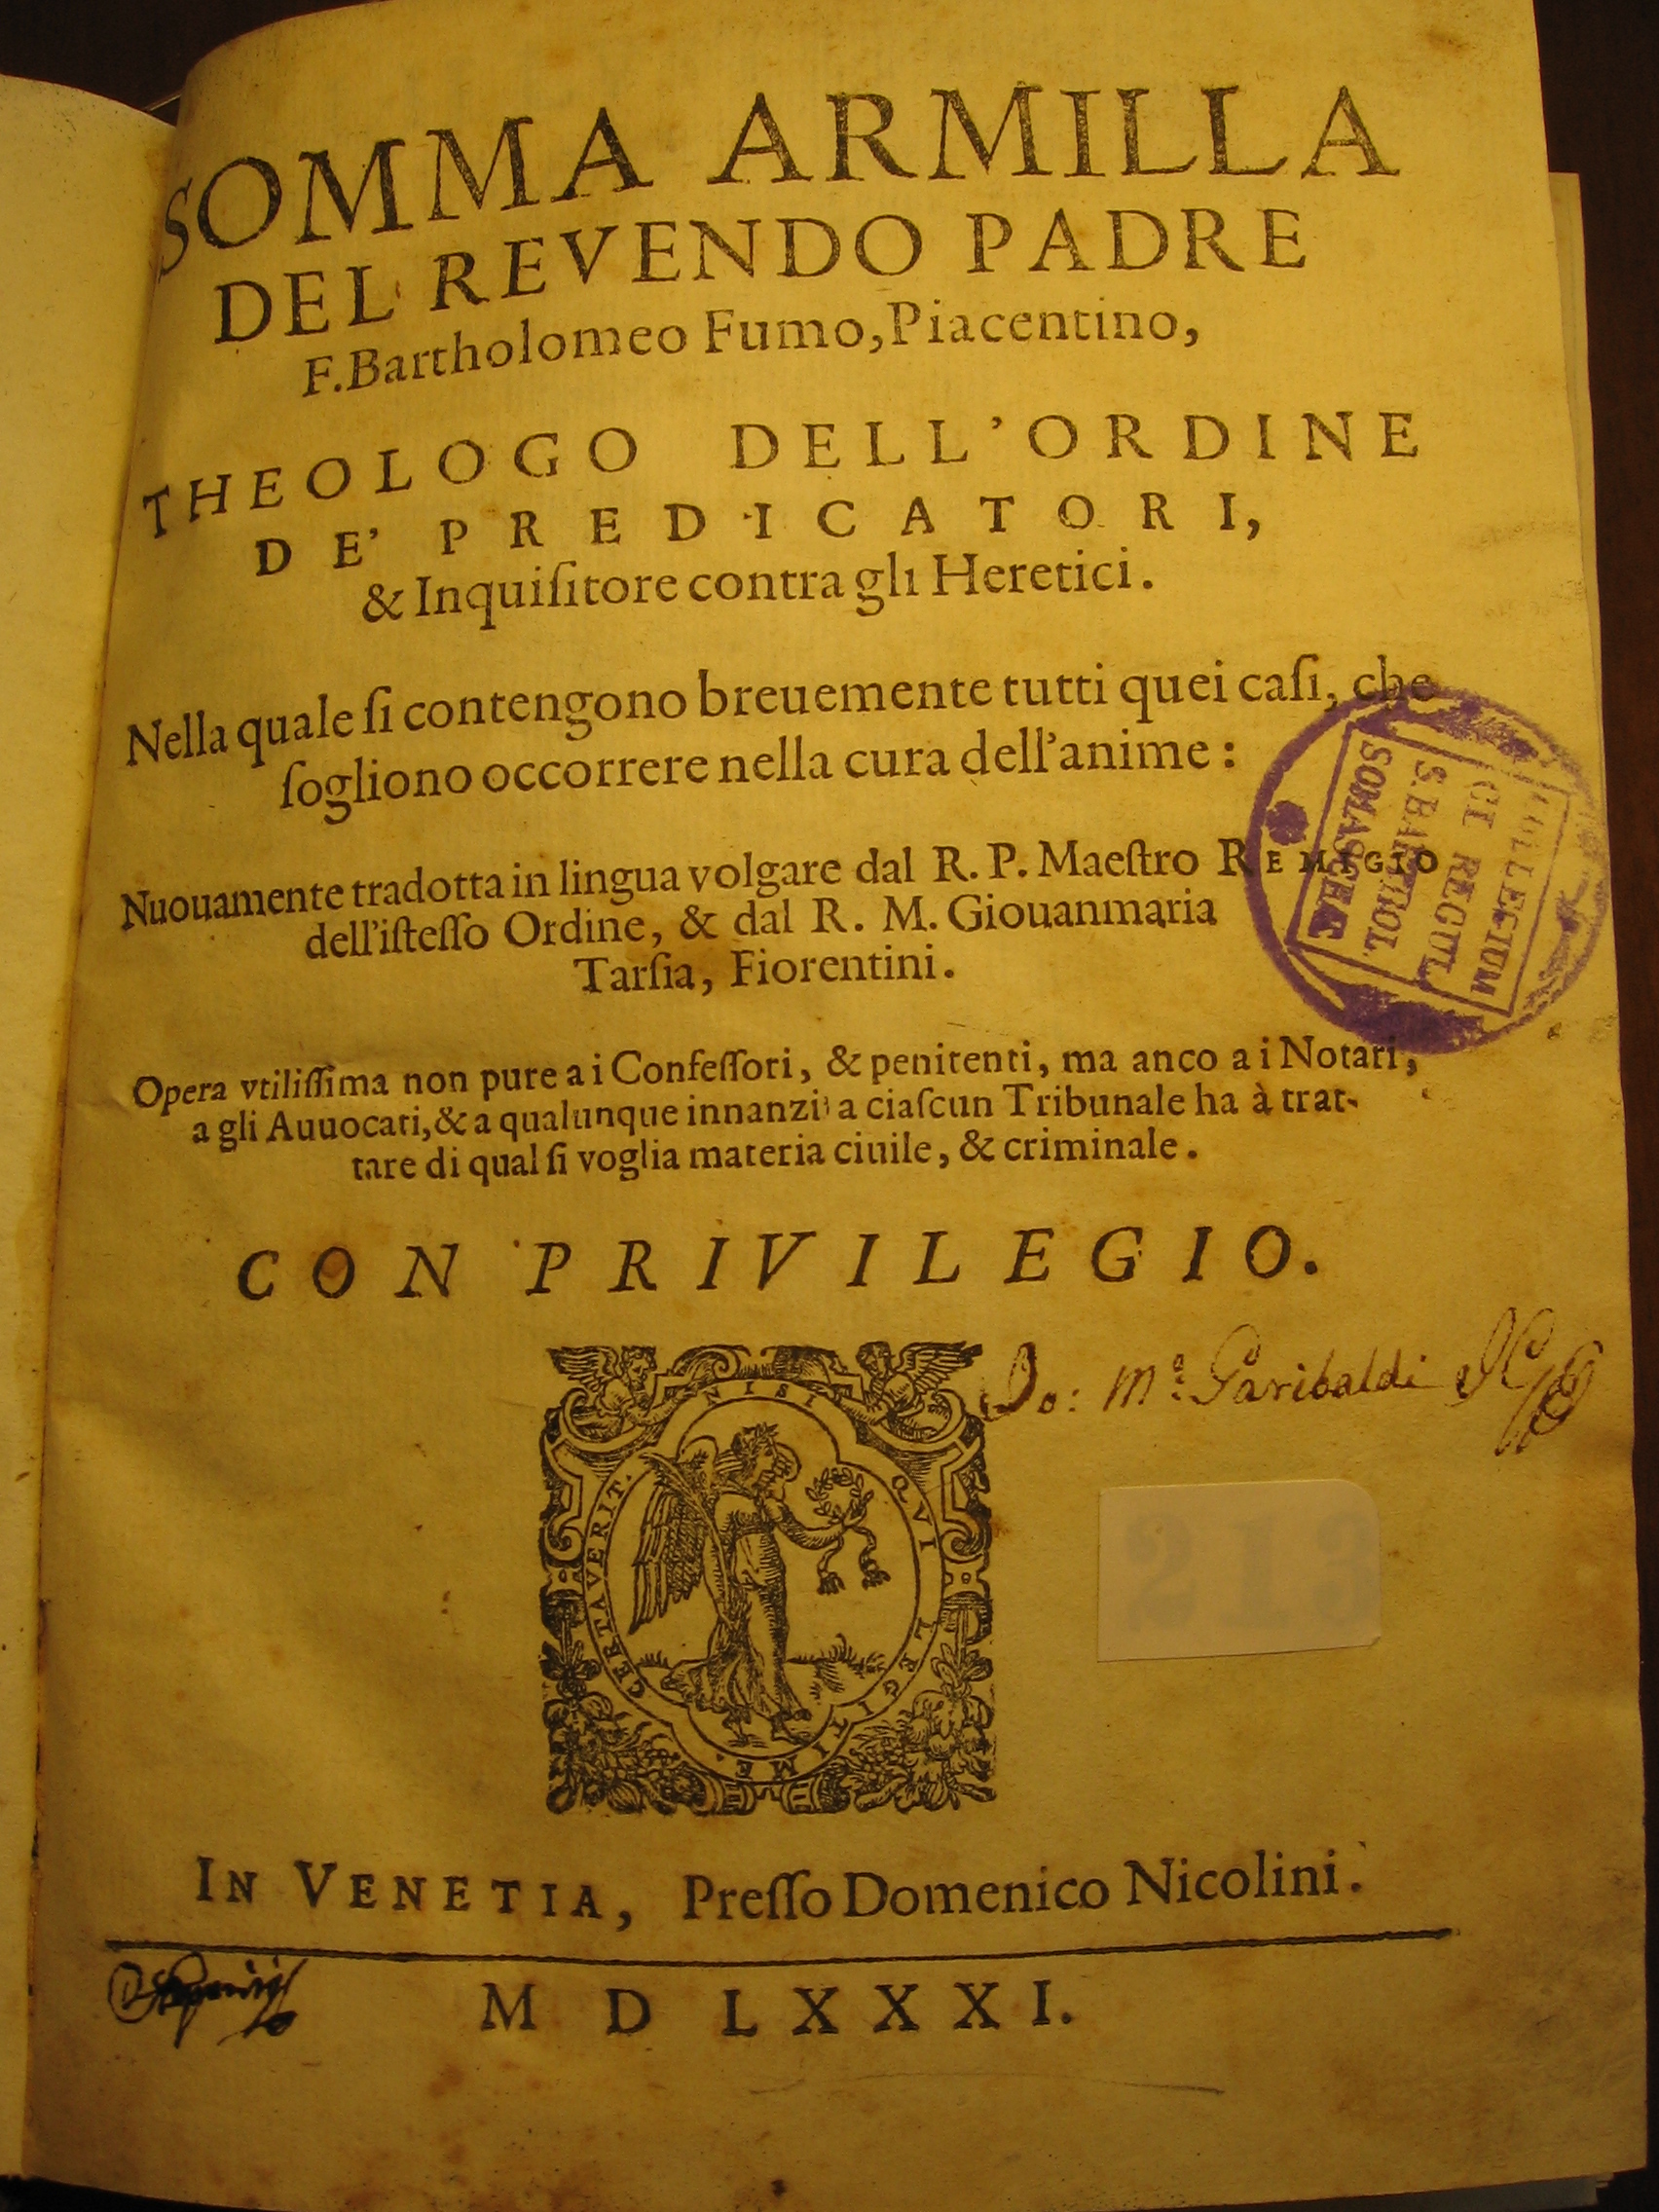 SOMMA ARMILLA
DEL REVENDO PADRE
F. Bartholomeo Fumo, Piacentino,
THEOLOGO DELL'ORDINE
DE' PREDICATORI,
& Inquiſitore contra gli Heretici.
Nella quale ſi contengono breuemente tutti quei caſi, che
ſogliono occorrere nella cura dell'anime:
Nuouamente tradotta in lingua volgare dal R. P. Maeſtro REMIGIO
dell'iſteſſo Ordine, & dal R. M. Giouanmaria
Tarſia, Fiorentini.
COLLEGIUM
CI. REGUL.
S. BARTHOL.
SOMASCHAE
Opera vtiliſſima non pure a i Confeſſori, & penitenti, ma anco a i Notari,
a gli Auuocati, & a qualunque innanzi a ciaſcun Tribunale ha à trat-
tare di qual ſi voglia materia ciuile, & criminale.
CON PRIVILEGIO.
Jo: Mª: Garibaldi
NISI QVI LEGITIME CERTAVERIT.
213
IN VENETIA, Preſſo Domenico Nicolini.
MDLXXXI.